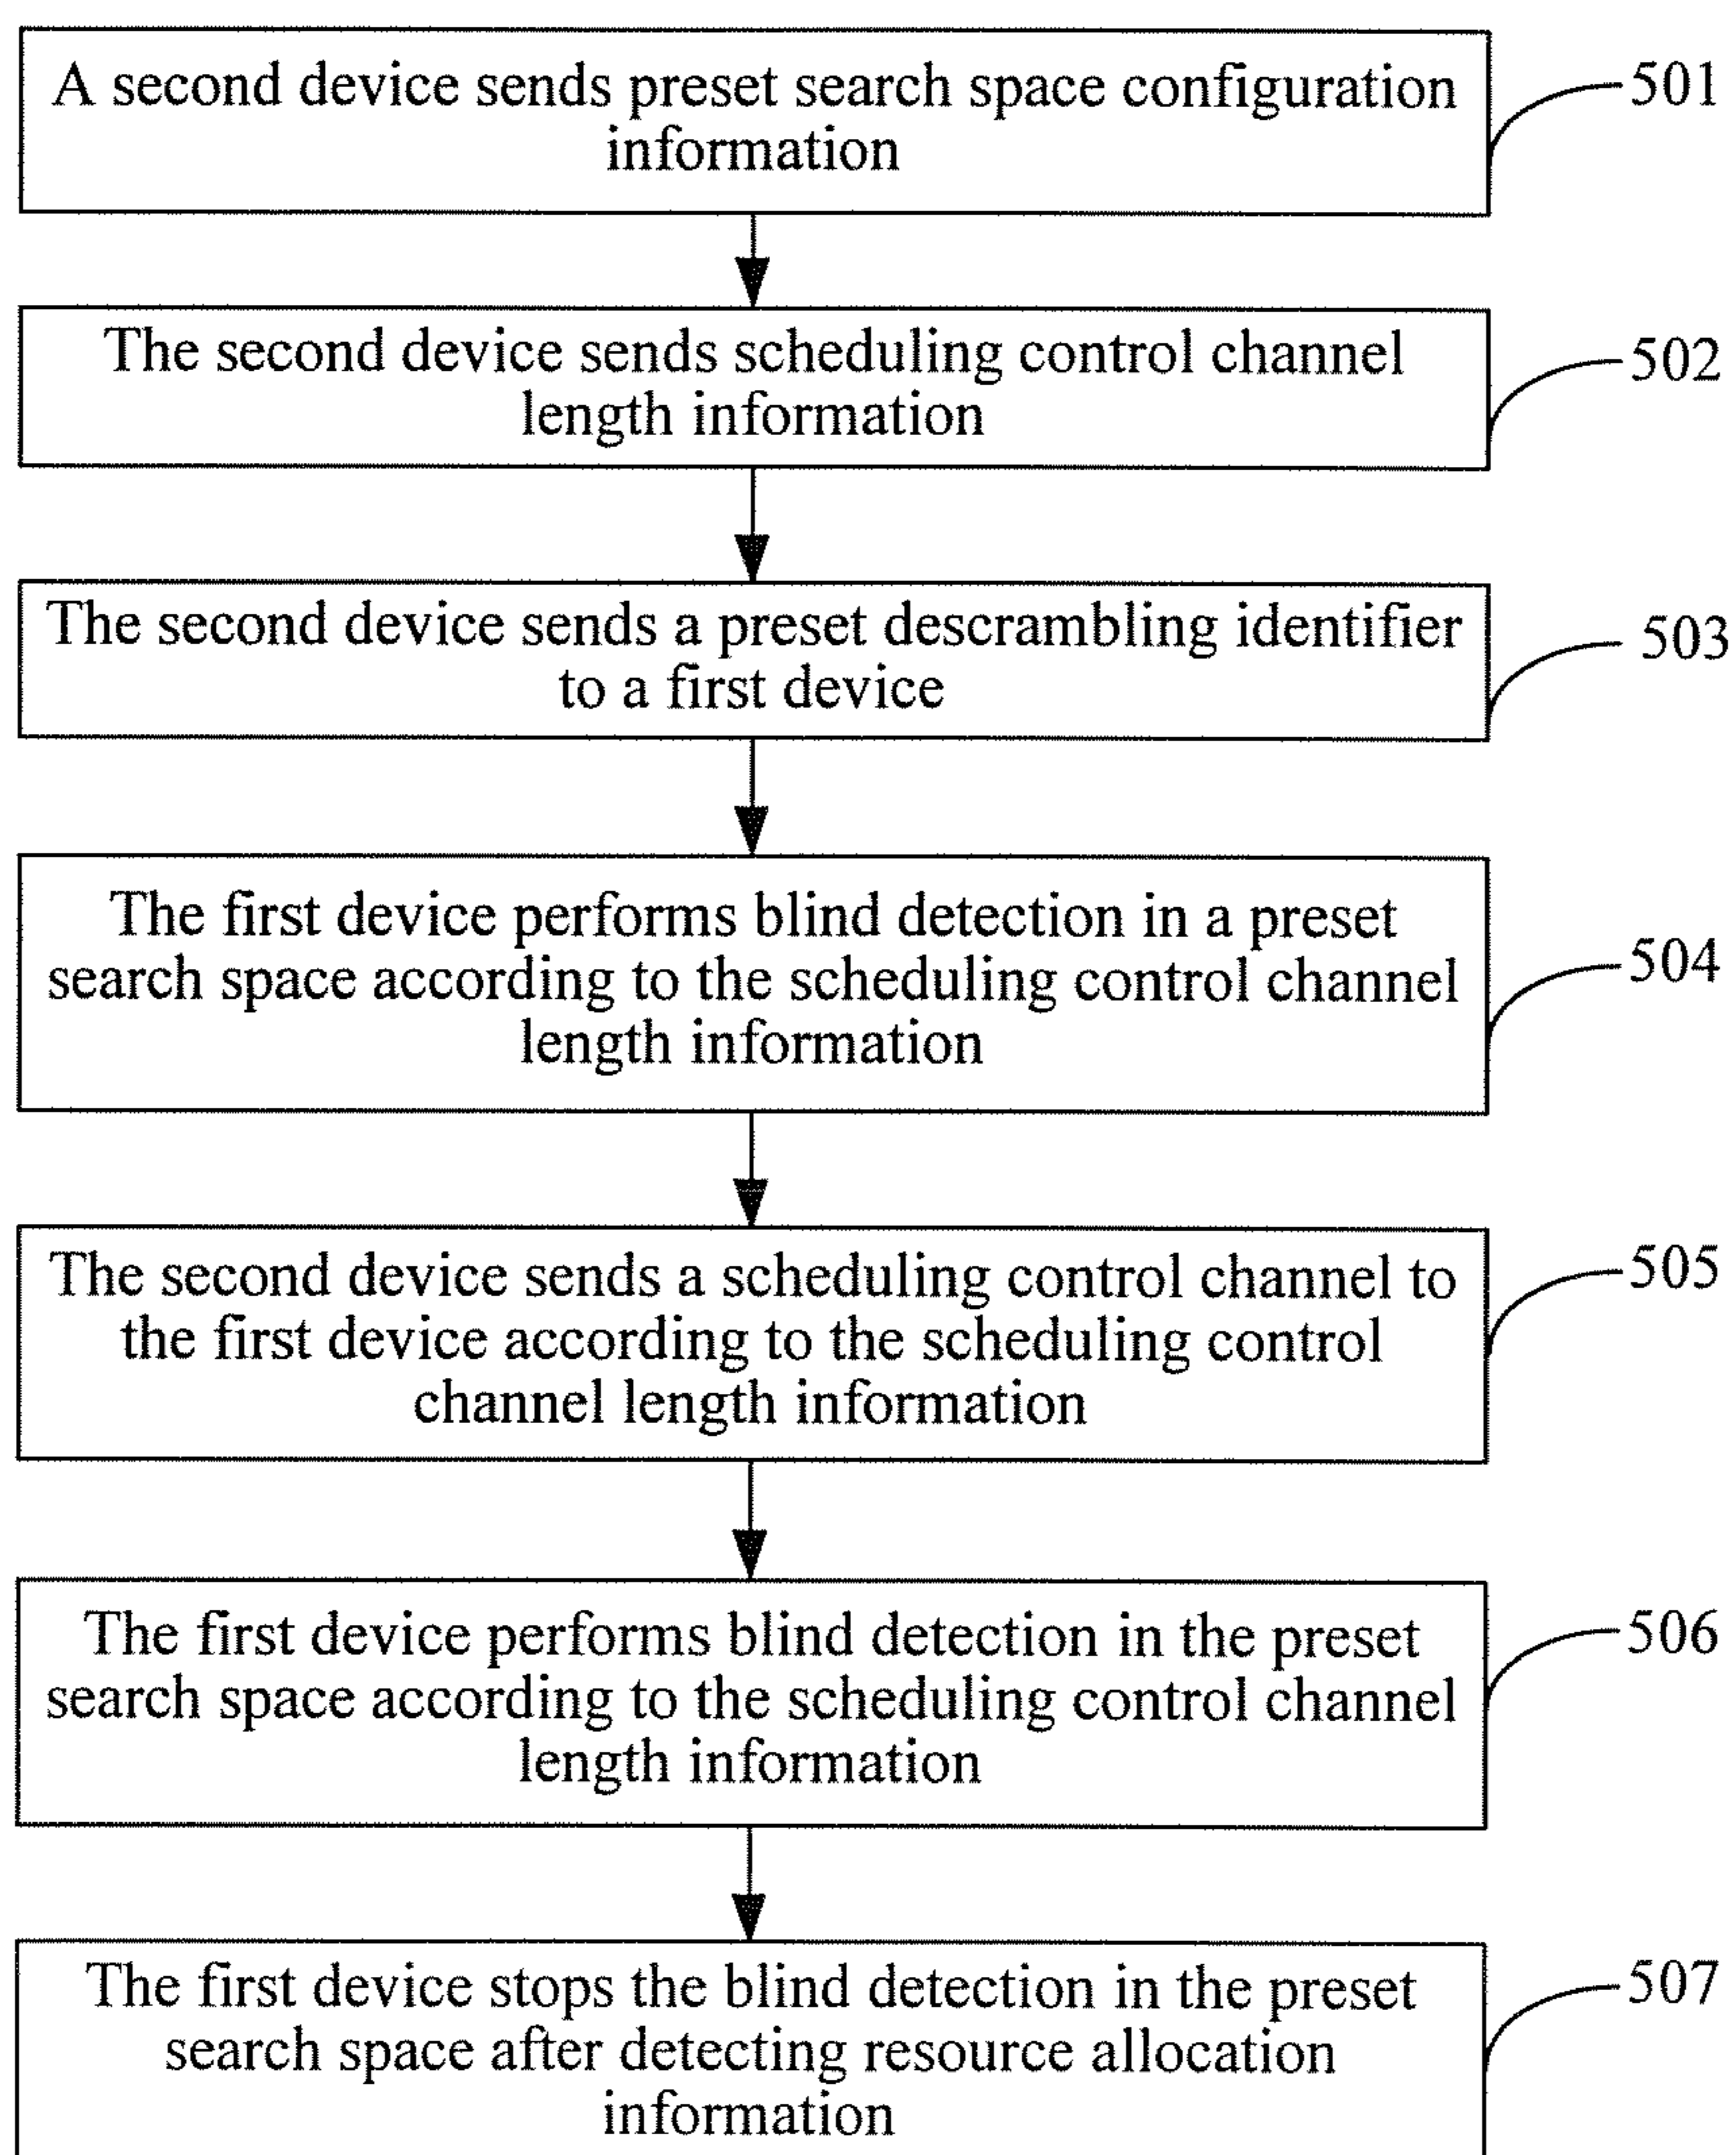 A second device sends preset search space configuration
information
501
The second device sends scheduling control channel
length information
502
The second device sends a preset descrambling identifier
to a first device
503
The first device performs blind detection in a preset
search space according to the scheduling control channel
length information
504
The second device sends a scheduling control channel to
the first device according to the scheduling control
channel length information
505
The first device performs blind detection in the preset
search space according to the scheduling control channel
length information
506
The first device stops the blind detection in the preset
search space after detecting resource allocation
information
507